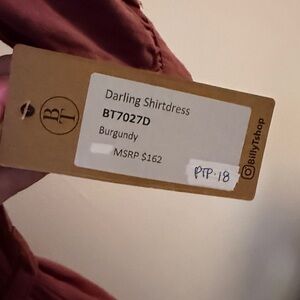 BT
Darling Shirtdress
BT7027D
Burgundy
MSRP $162
PTP·18
BillyTshop